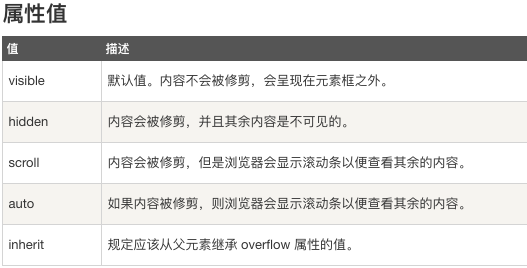 属性值
值 描述
visible 默认值。内容不会被修剪，会呈现在元素框之外。
hidden 内容会被修剪，并且其余内容是不可见的。
scroll 内容会被修剪，但是浏览器会显示滚动条以便查看其余的内容。
auto 如果内容被修剪，则浏览器会显示滚动条以便查看其余的内容。
inherit 规定应该从父元素继承 overflow 属性的值。